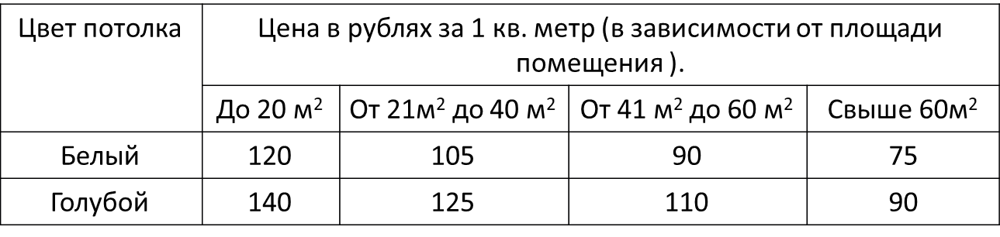 Цвет потолка
Цена в рублях за 1 кв. метр (в зависимости от площади
помещения ).
До 20 м² От 21м² до 40 м² От 41 м² до 60 м² Свыше 60м²
Белый 120 105 90 75
Голубой 140 125 110 90